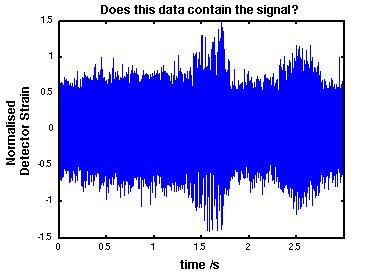 Does this data contain the signal?
1.5
1
0.5
0
-0.5
-1
-1.5
Normalised
Detector Strain
0 0.5 1 1.5 2 2.5
time /s